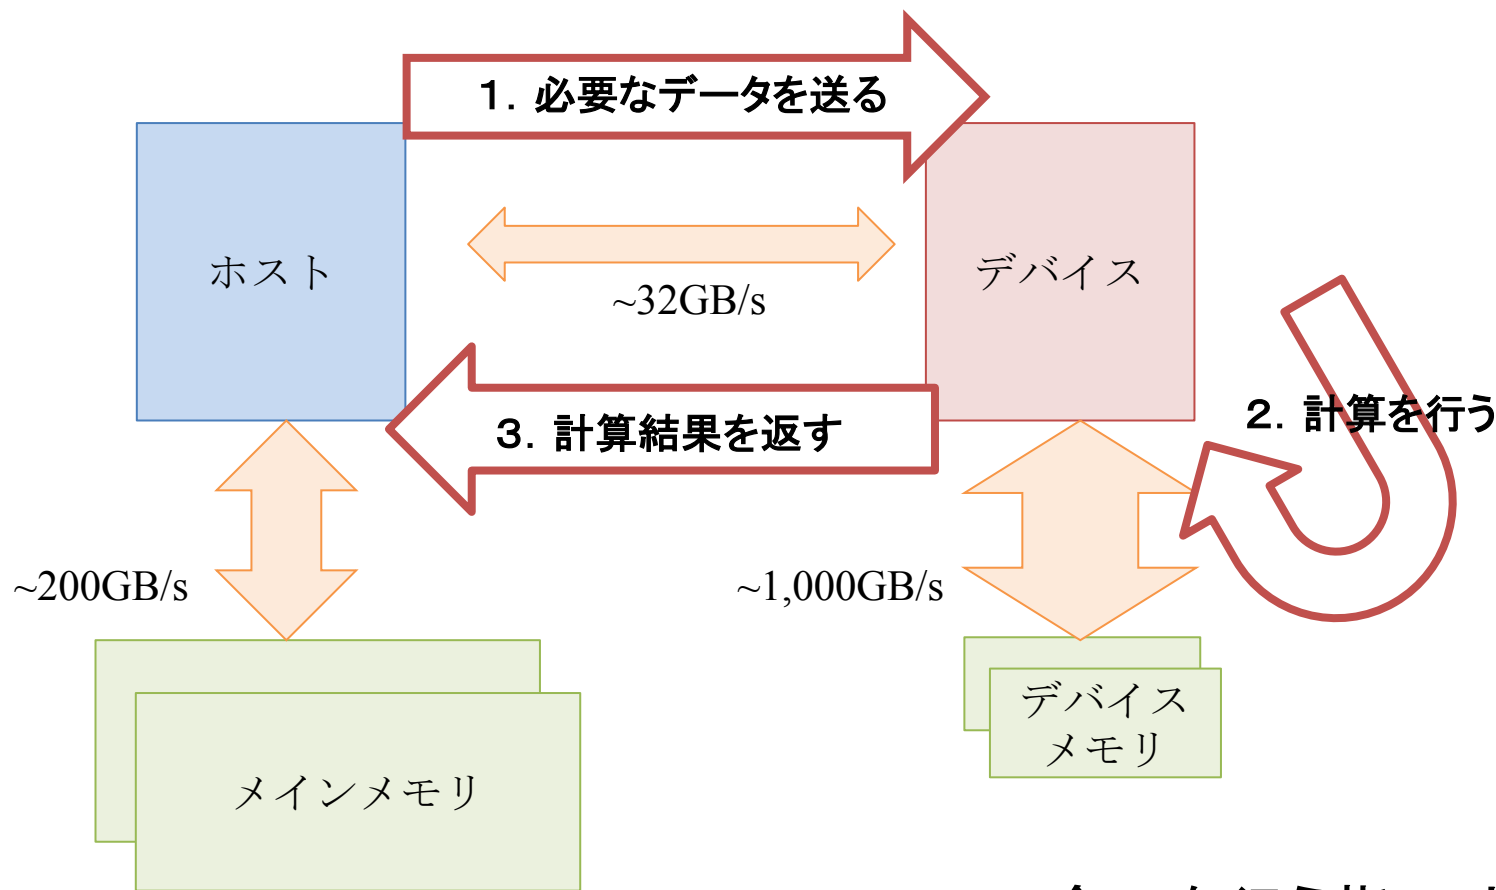 1. 必要なデータを送る
ホスト
デバイス
~32GB/s
2. 計算を行う
3. 計算結果を返す
~200GB/s
~1,000GB/s
デバイス
メモリ
メインメモリ